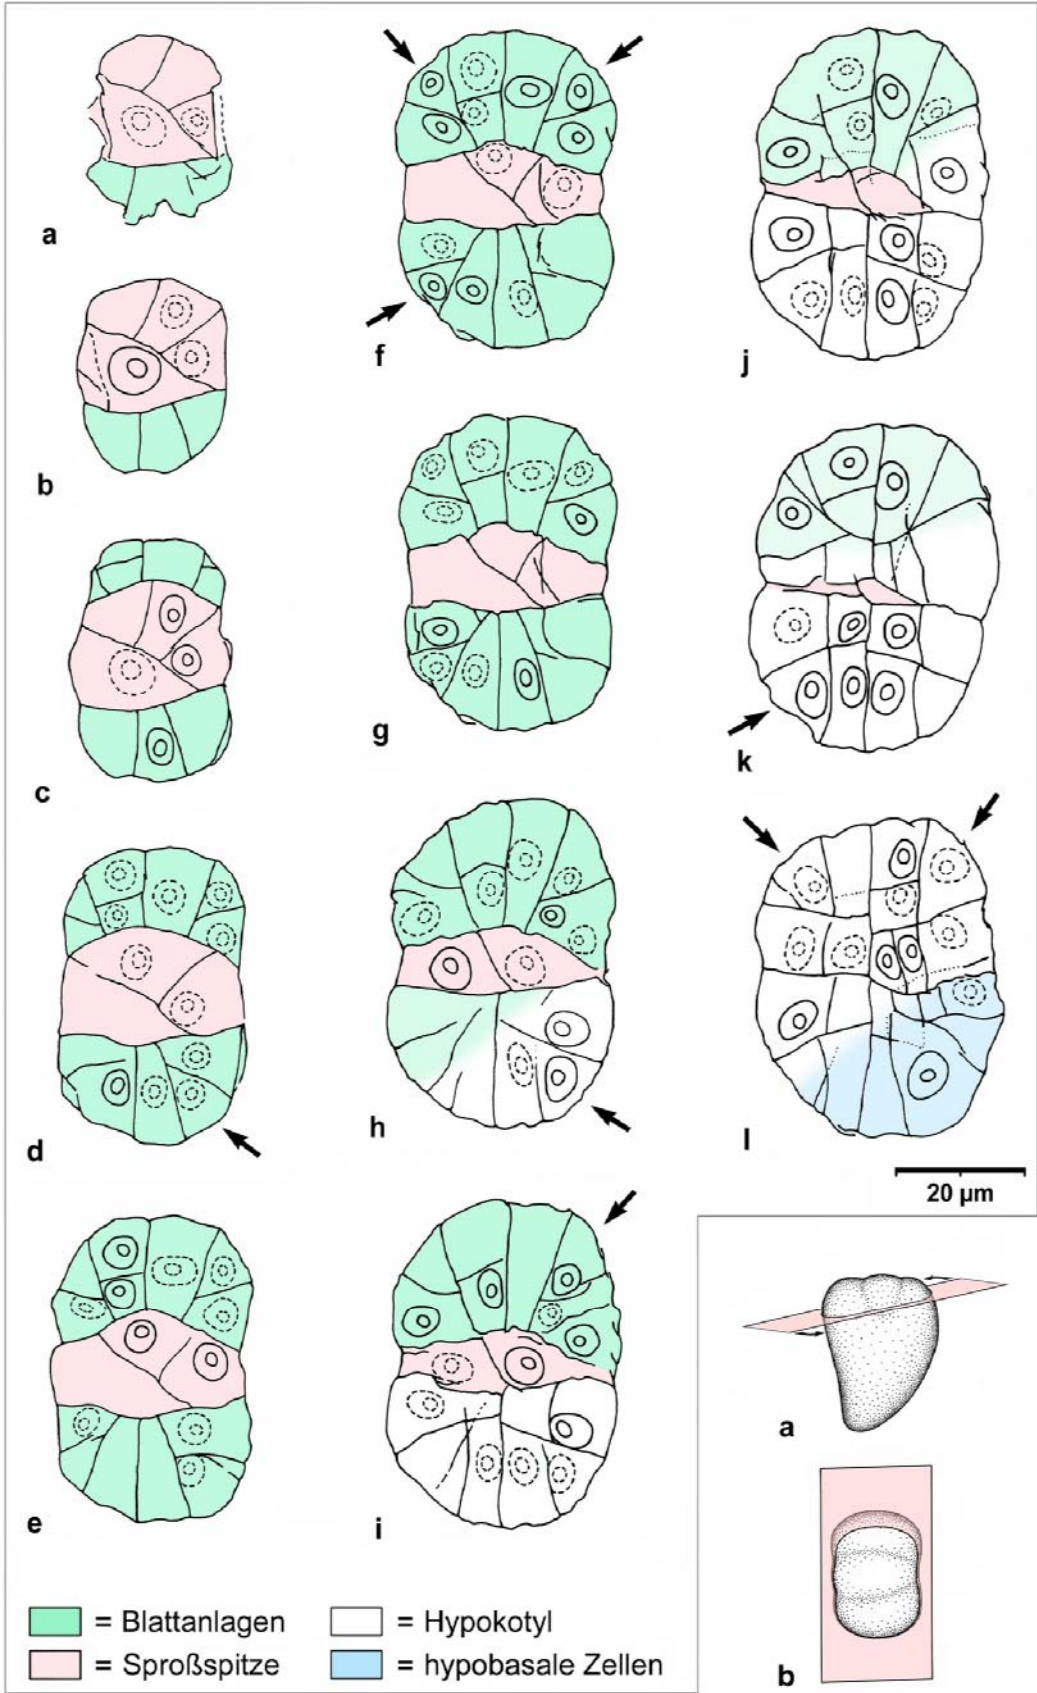 a
b
c
d
e
f
g
h
i
j
k
l
20 µm
a
b
= Blattanlagen
= Hypokotyl
= Sproßspitze
= hypobasale Zellen